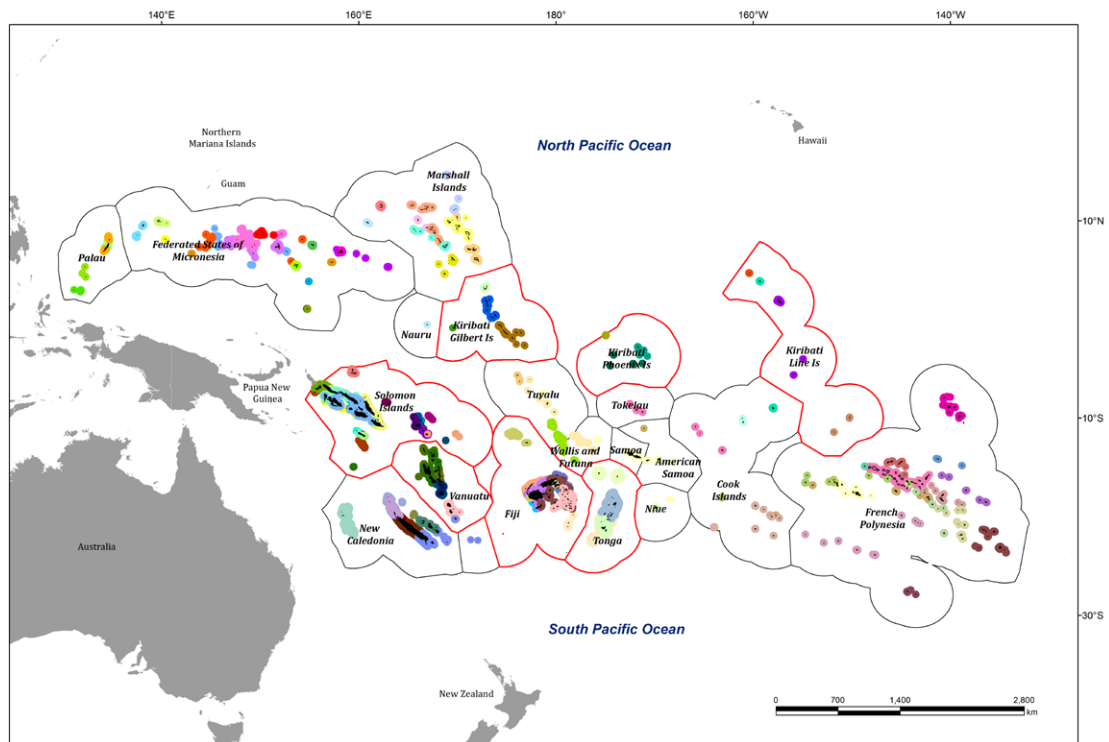 140°E
160°E
180°
160°W
140°W
Northern
Mariana Islands
North Pacific Ocean
Hawaii
Guam
Marshall
Islands
10°N
Federated States of
Micronesia
Palau
Nauru
Kiribati
Gilbert Is
Kiribati
Phoenix Is
Kiribati
Line Is
Papua New
Guinea
Solomon
Islands
Tuvalu
Tokelau
10°S
Wallis and
Futuna
Samoa
American
Samoa
Vanuatu
Cook
Islands
Fiji
Niue
French
Polynesia
New
Caledonia
Tonga
Australia
30°S
South Pacific Ocean
New Zealand
0
700
1,400
2,800
km